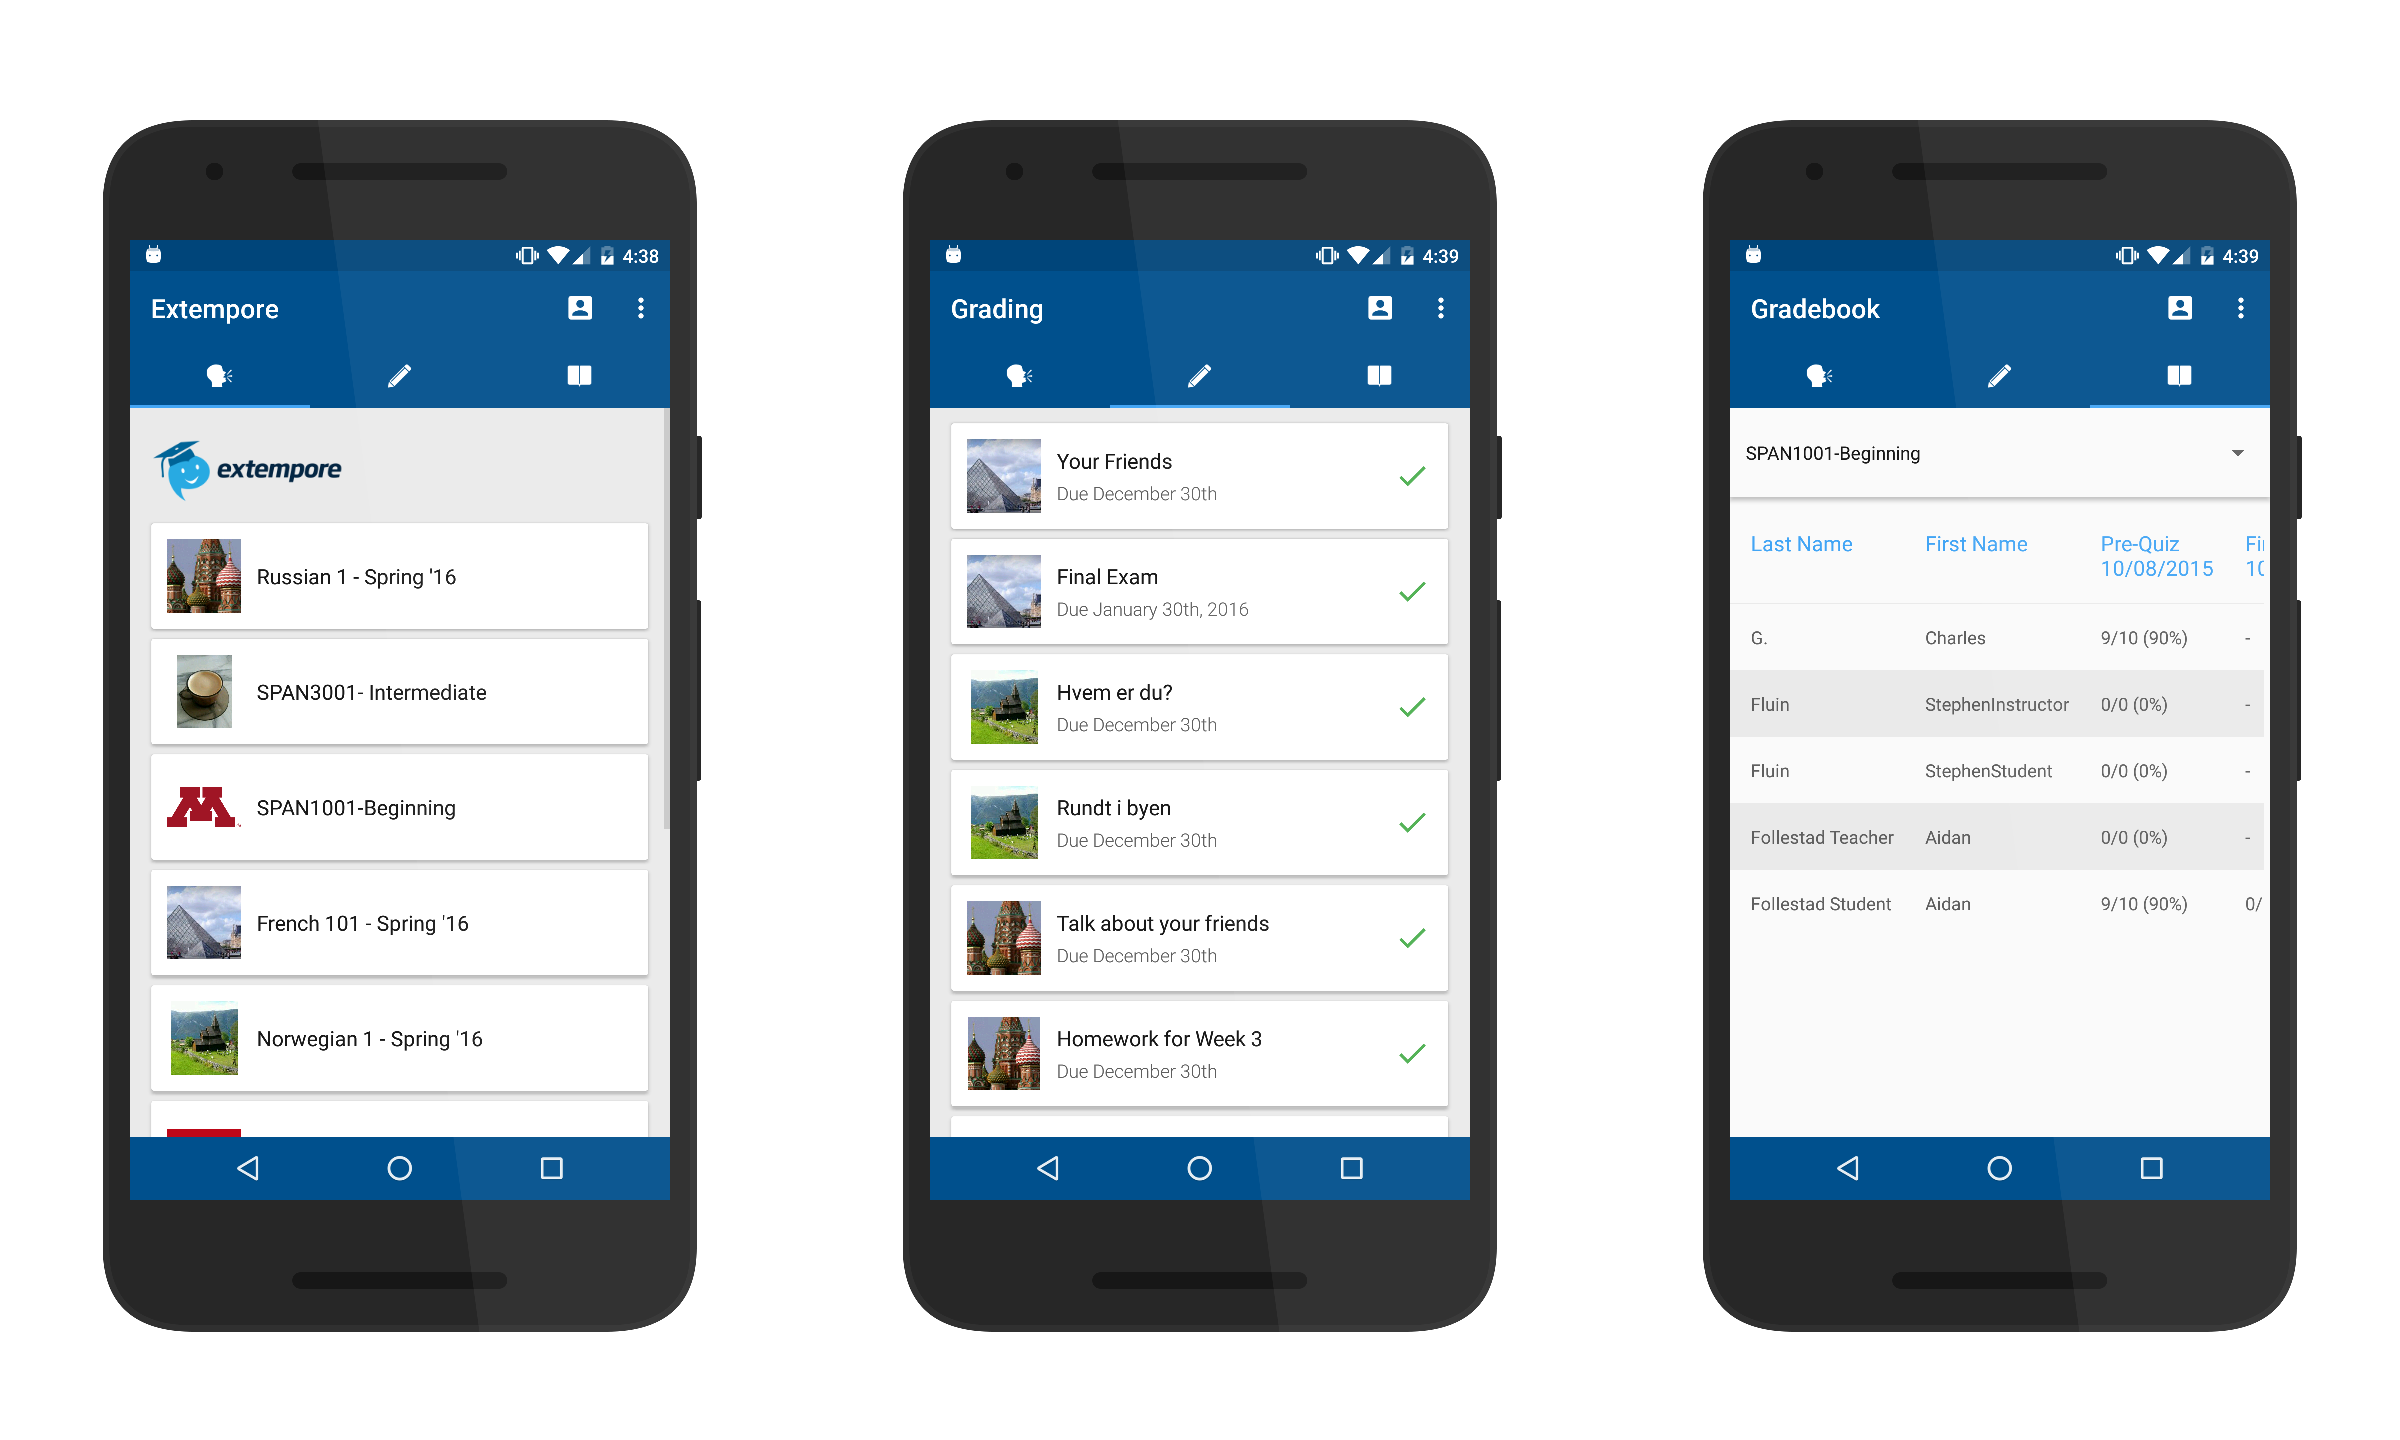 4:38
Extempore
extempore
Russian 1 - Spring '16
SPAN3001- Intermediate
SPAN1001-Beginning
French 101 - Spring '16
Norwegian 1 - Spring '16
4:39
Grading
Your Friends
Due December 30th
Final Exam
Due January 30th, 2016
Hvem er du?
Due December 30th
Rundt i byen
Due December 30th
Talk about your friends
Due December 30th
Homework for Week 3
Due December 30th
4:39
Gradebook
SPAN1001-Beginning
Last Name First Name Pre-Quiz
10/08/2015 10
G. Charles 9/10 (90%) -
Fluin StephenInstructor 0/0 (0%) -
Fluin StephenStudent 0/0 (0%) -
Follestad Teacher Aidan 0/0 (0%) -
Follestad Student Aidan 9/10 (90%) 0/